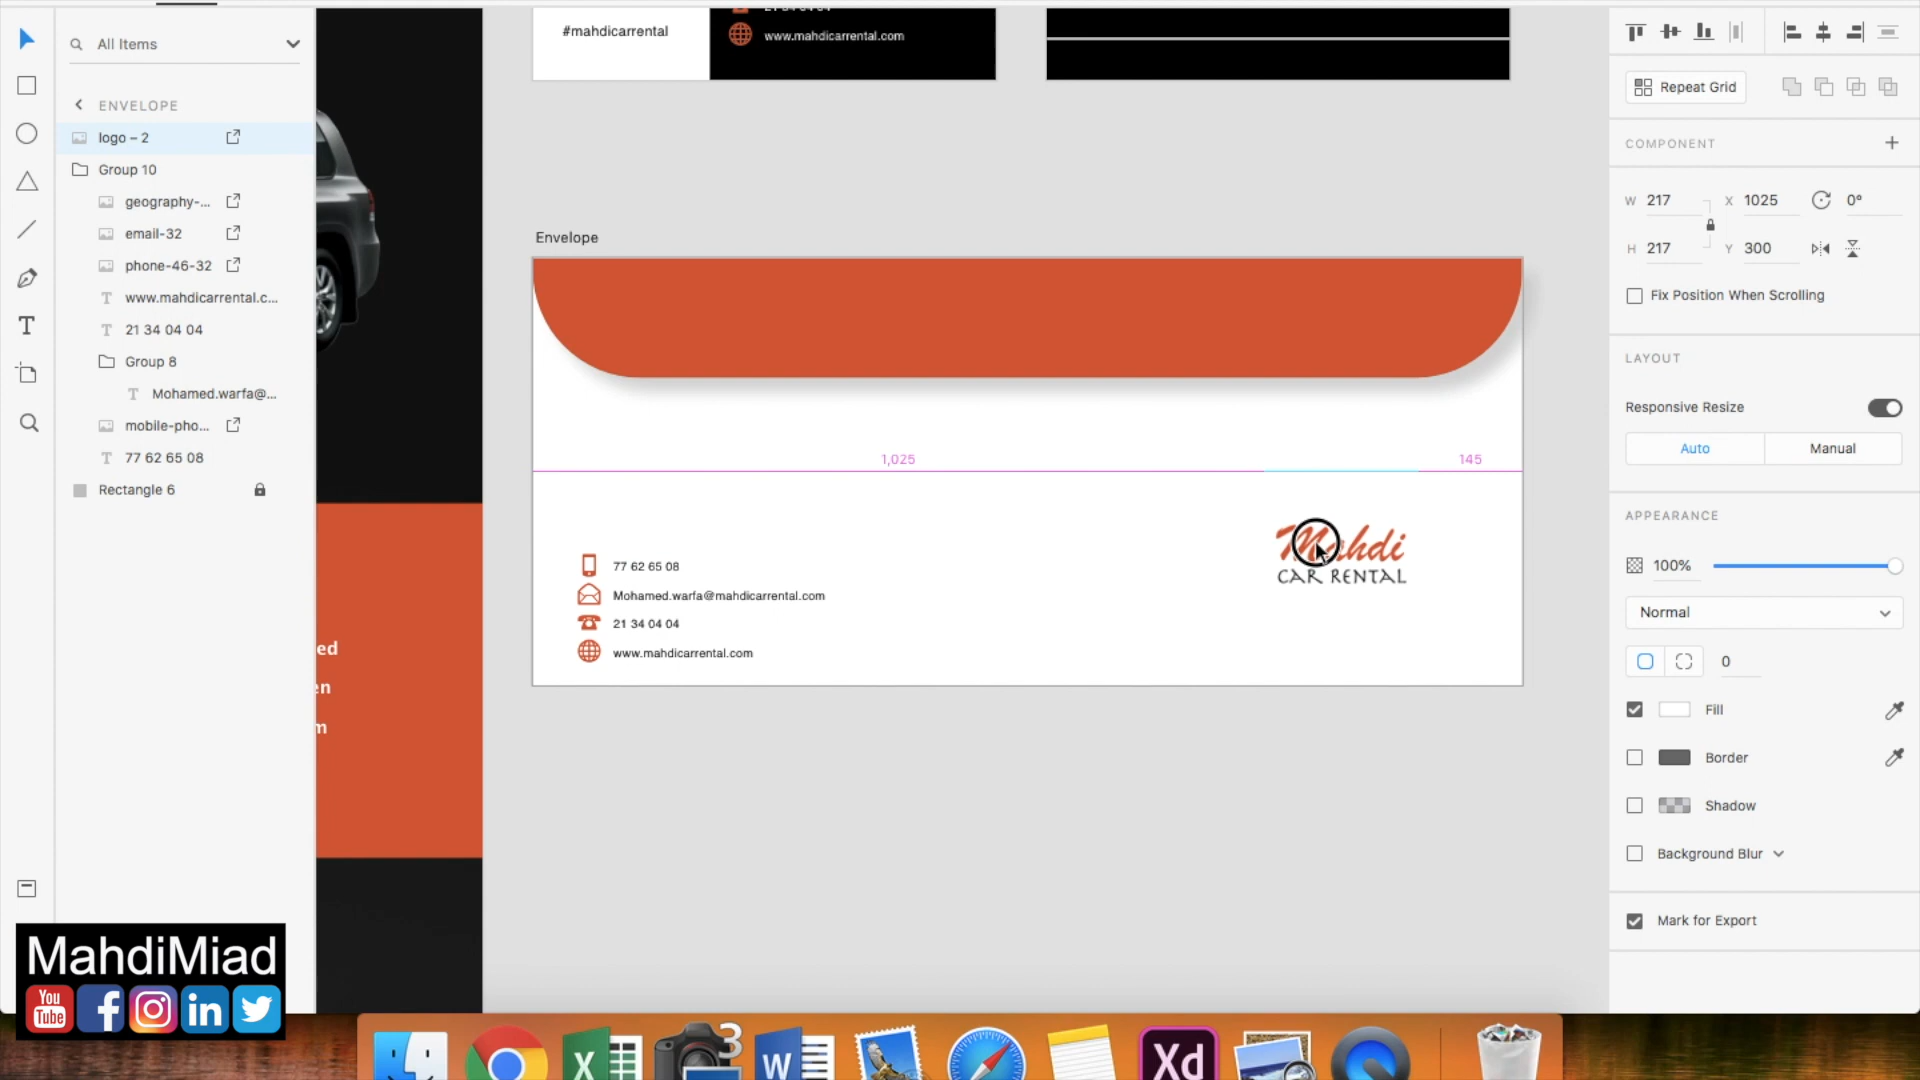 All Items
ENVELOPE
logo – 2
Group 10
geography-...
email-32
phone-46-32
www.mahdicarrental.c...
21 34 04 04
Group 8
Mohamed.warfa@...
mobile-pho...
77 62 65 08
Rectangle 6
ed
en
m
#mahdicarrental
www.mahdicarrental.com
Envelope
1,025
145
Mahdi
CAR RENTAL
77 62 65 08
Mohamed.warfa@mahdicarrental.com
21 34 04 04
www.mahdicarrental.com
Repeat Grid
COMPONENT
W 217 X 1025 0°
H 217 Y 300
Fix Position When Scrolling
LAYOUT
Responsive Resize
Auto Manual
APPEARANCE
100%
Normal
0
Fill
Border
Shadow
Background Blur
Mark for Export
MahdiMiad
You
Tube
f
in
X
3
W
Xd